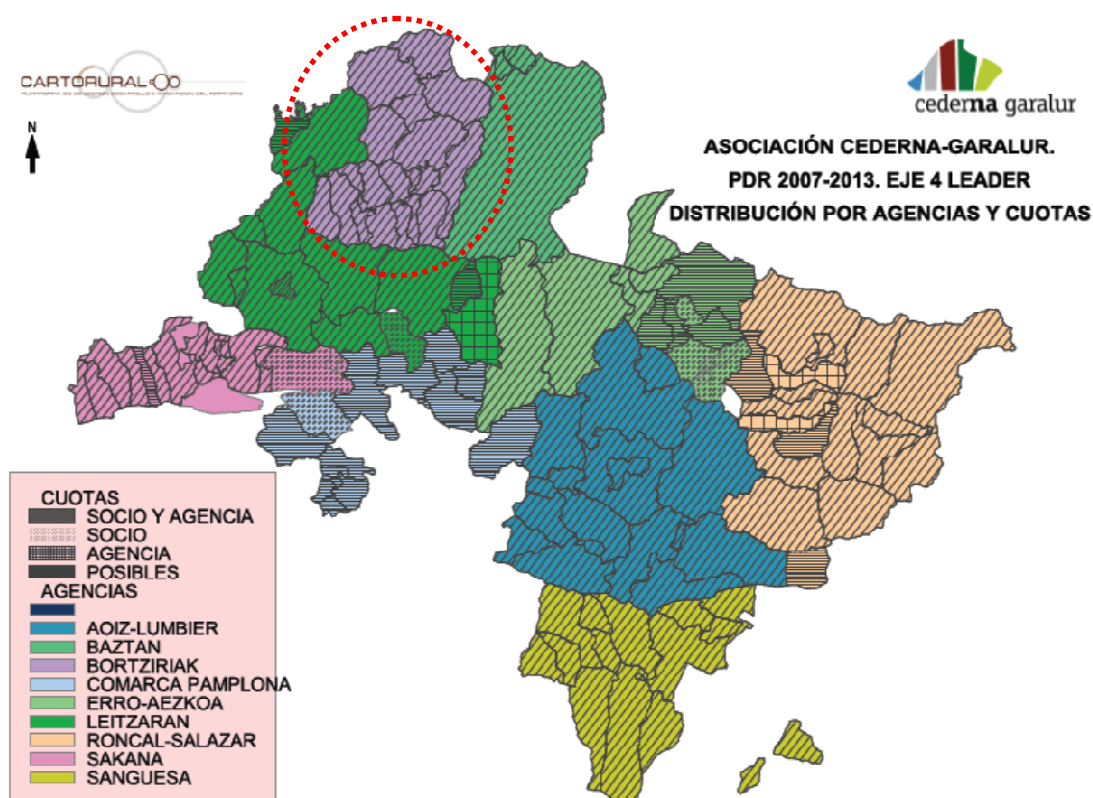 CARTORURAL
N
cederna garalur
ASOCIACIÓN CEDERNA-GARALUR.
PDR 2007-2013. EJE 4 LEADER
DISTRIBUCIÓN POR AGENCIAS Y CUOTAS
CUOTAS
SOCIO Y AGENCIA
SOCIO
AGENCIA
POSIBLES
AGENCIAS
AOIZ-LUMBIER
BAZTAN
BORTZIRIAK
COMARCA PAMPLONA
ERRO-AEZKOA
LEITZARAN
RONCAL-SALAZAR
SAKANA
SANGUESA